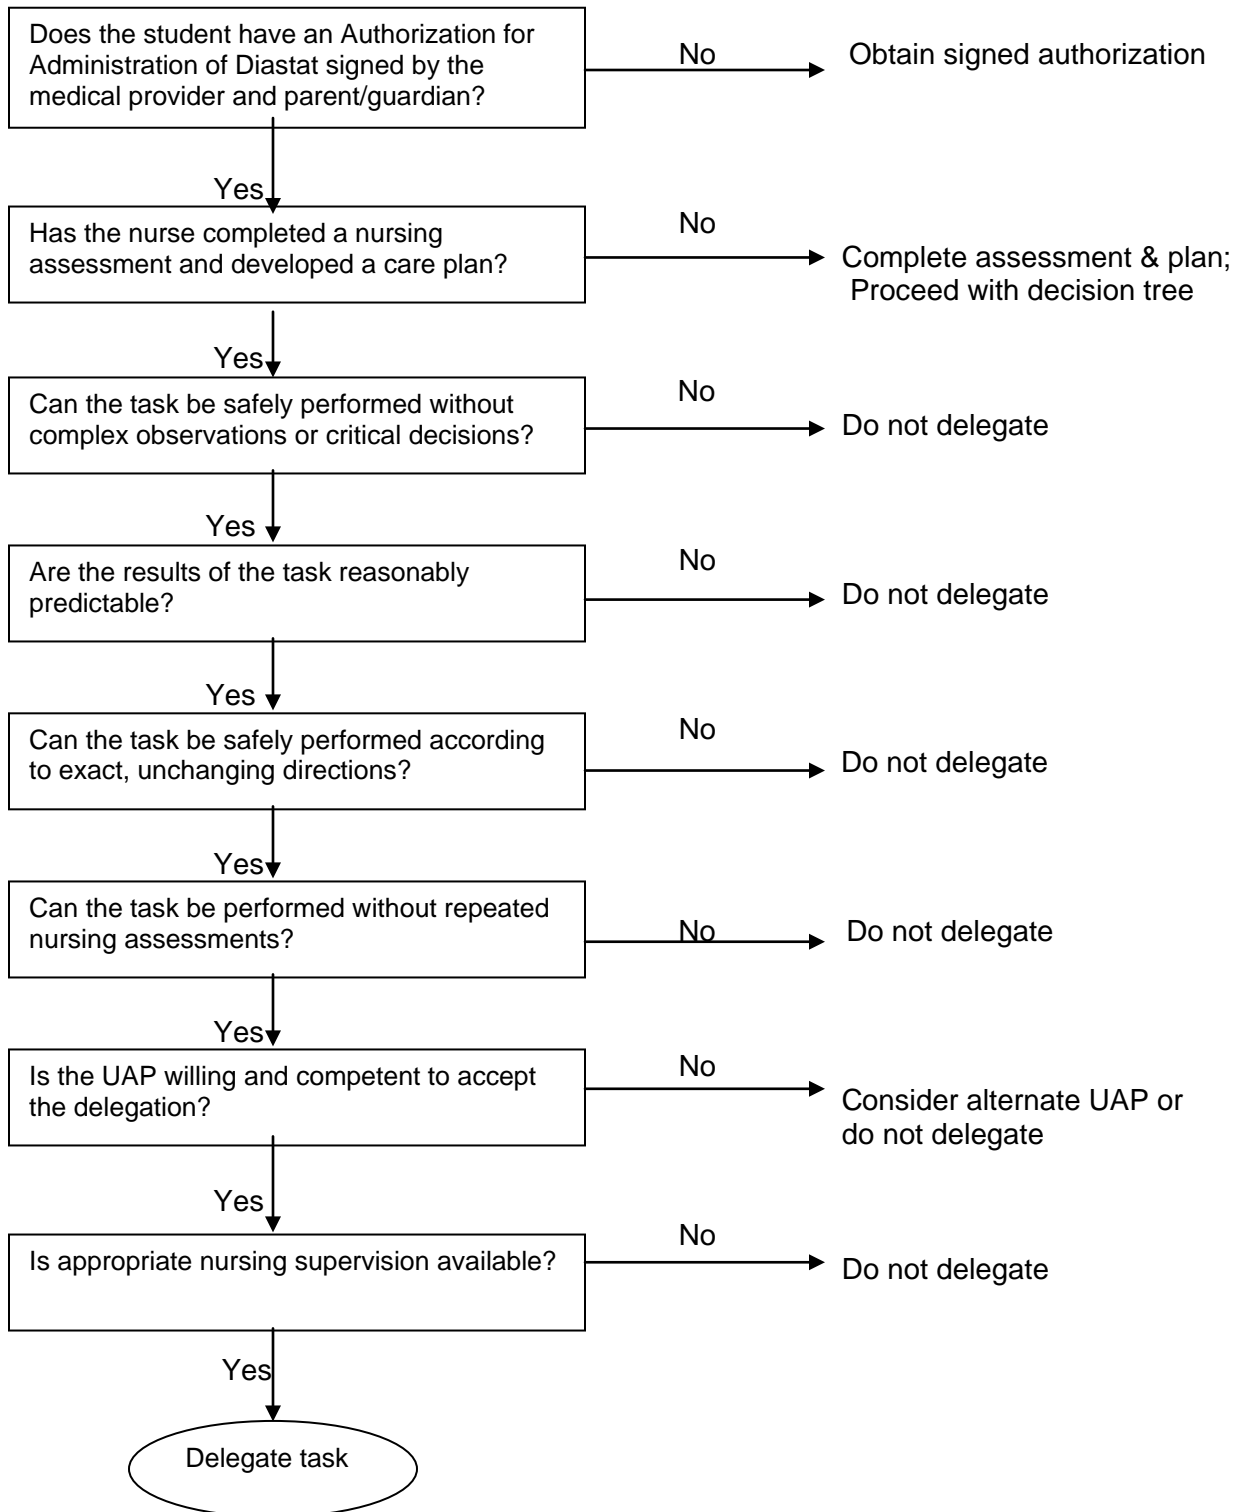 Does the student have an Authorization for
Administration of Diastat signed by the
medical provider and parent/guardian?
No
Obtain signed authorization
Yes
Has the nurse completed a nursing
assessment and developed a care plan?
No
Complete assessment & plan;
Proceed with decision tree
Yes
Can the task be safely performed without
complex observations or critical decisions?
No
Do not delegate
Yes
Are the results of the task reasonably
predictable?
No
Do not delegate
Yes
Can the task be safely performed according
to exact, unchanging directions?
No
Do not delegate
Yes
Can the task be performed without repeated
nursing assessments?
No
Do not delegate
Yes
Is the UAP willing and competent to accept
the delegation?
No
Consider alternate UAP or
do not delegate
Yes
Is appropriate nursing supervision available?
No
Do not delegate
Yes
Delegate task